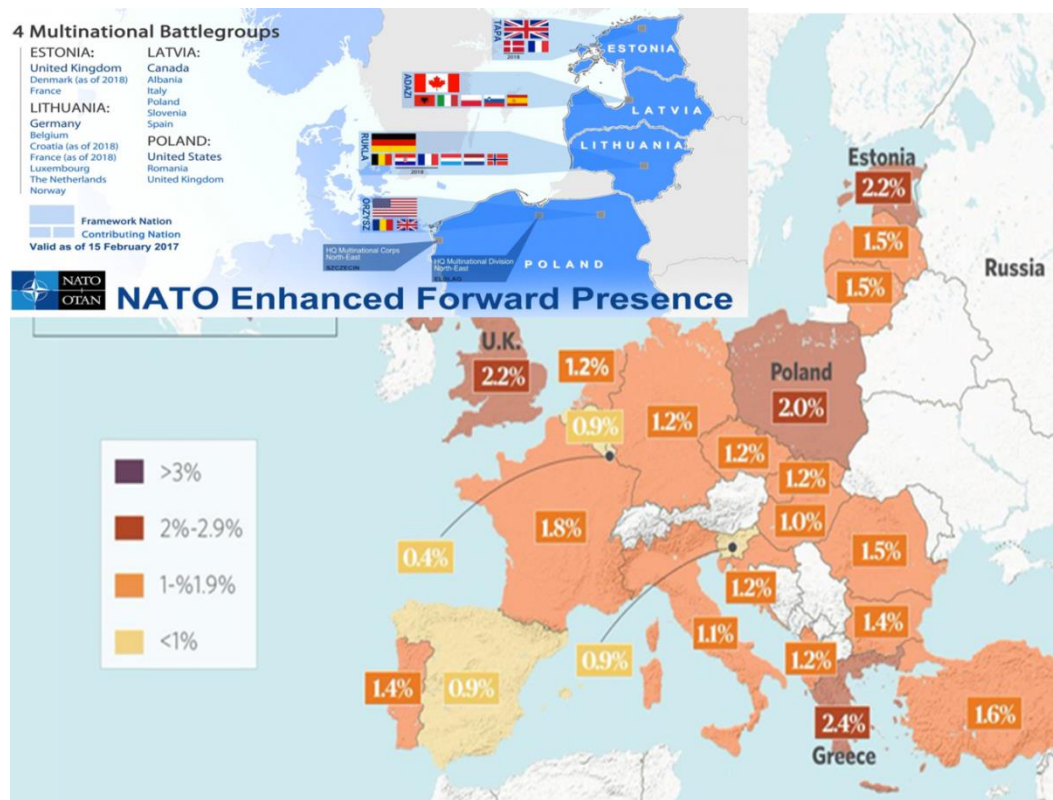 4 Multinational Battlegroups
ESTONIA:
United Kingdom
Denmark (as of 2018)
France
LITHUANIA:
Germany
Belgium
Croatia (as of 2018)
France (as of 2018)
Luxembourg
The Netherlands
Norway
LATVIA:
Canada
Albania
Italy
Poland
Slovenia
Spain
POLAND:
United States
Romania
United Kingdom
Framework Nation
Contributing Nation
Valid as of 15 February 2017
TAPA
2018
ESTONIA
ADAZI
LATVIA
RUKLA
2018
LITHUANIA
ORZYSZ
HQ Multinational Corps
North-East
SZCZECIN
HQ Multinational Division
North-East
ELBLAG
POLAND
NATO
OTAN
NATO Enhanced Forward Presence
Estonia
2.2%
1.5%
1.5%
Russia
U.K.
2.2%
1.2%
0.9%
1.2%
Poland
2.0%
1.2%
1.2%
1.0%
1.8%
0.4%
1.5%
1.2%
1.4%
1.1%
0.9%
1.2%
1.4%
0.9%
2.4%
Greece
1.6%
>3%
2%-2.9%
1-%1.9%
<1%